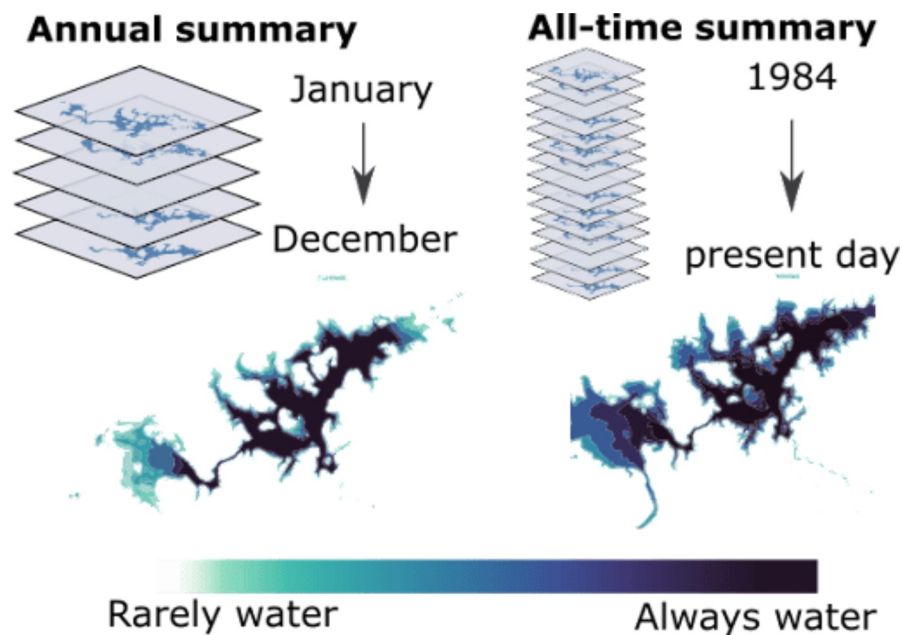 Annual summary
All-time summary
January
1984
December
present day
Rarely water
Always water